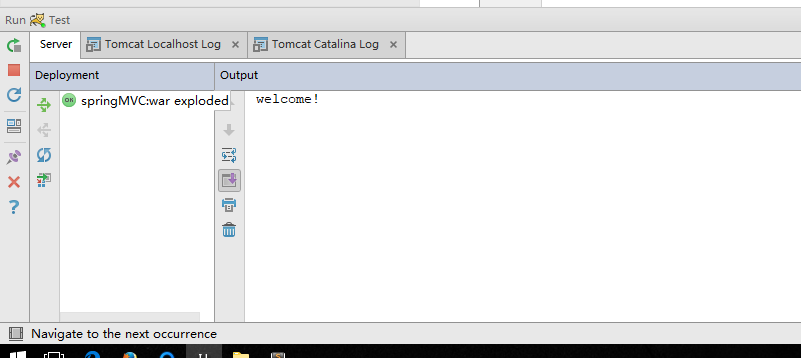 Run Test
Server Tomcat Localhost Log Tomcat Catalina Log
Deployment Output
OK springMVC:war exploded welcome!
Navigate to the next occurrence